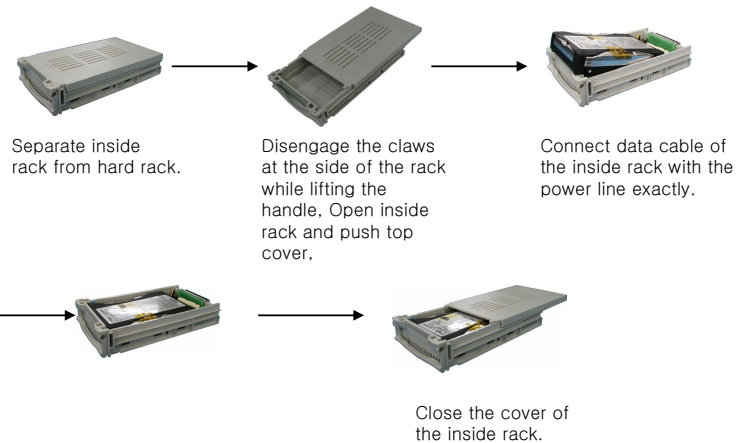 Separate inside
rack from hard rack.
Disengage the claws
at the side of the rack
while lifting the
handle, Open inside
rack and push top
cover,
Connect data cable of
the inside rack with the
power line exactly.
Close the cover of
the inside rack.